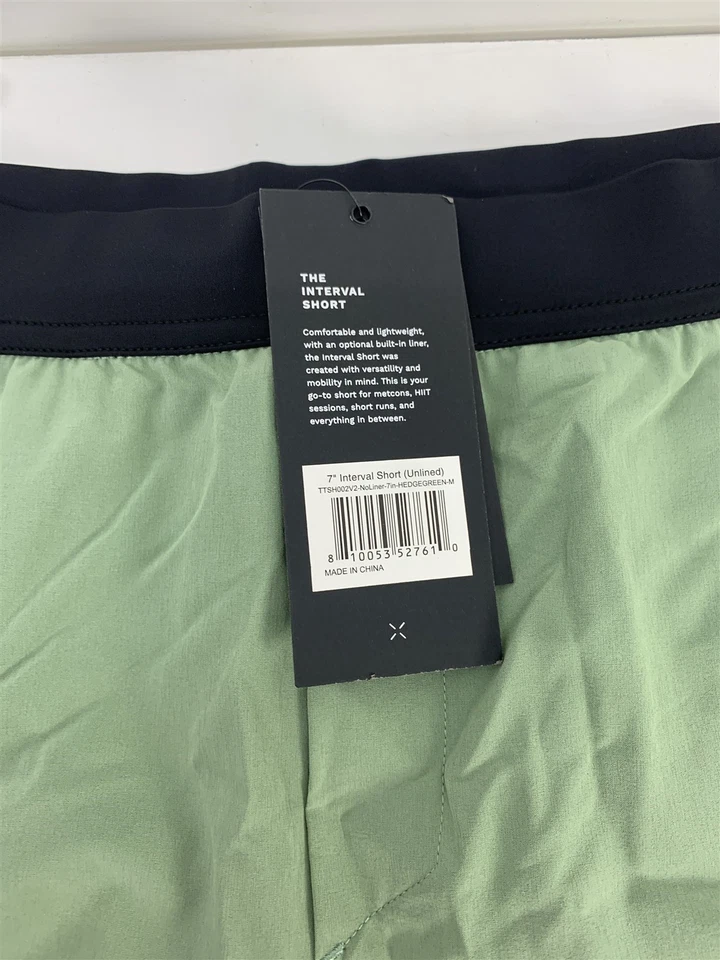 THE
INTERVAL
SHORT
Comfortable and lightweight,
with an optional built-in liner,
the Interval Short was
created with versatility and
mobility in mind. This is your
go-to short for metcons, HIIT
sessions, short runs, and
everything in between.
7" Interval Short (Unlined)
TTSH002V2-NoLiner-7in-HEDGEGREEN-M
8 10053 52761 0
MADE IN CHINA